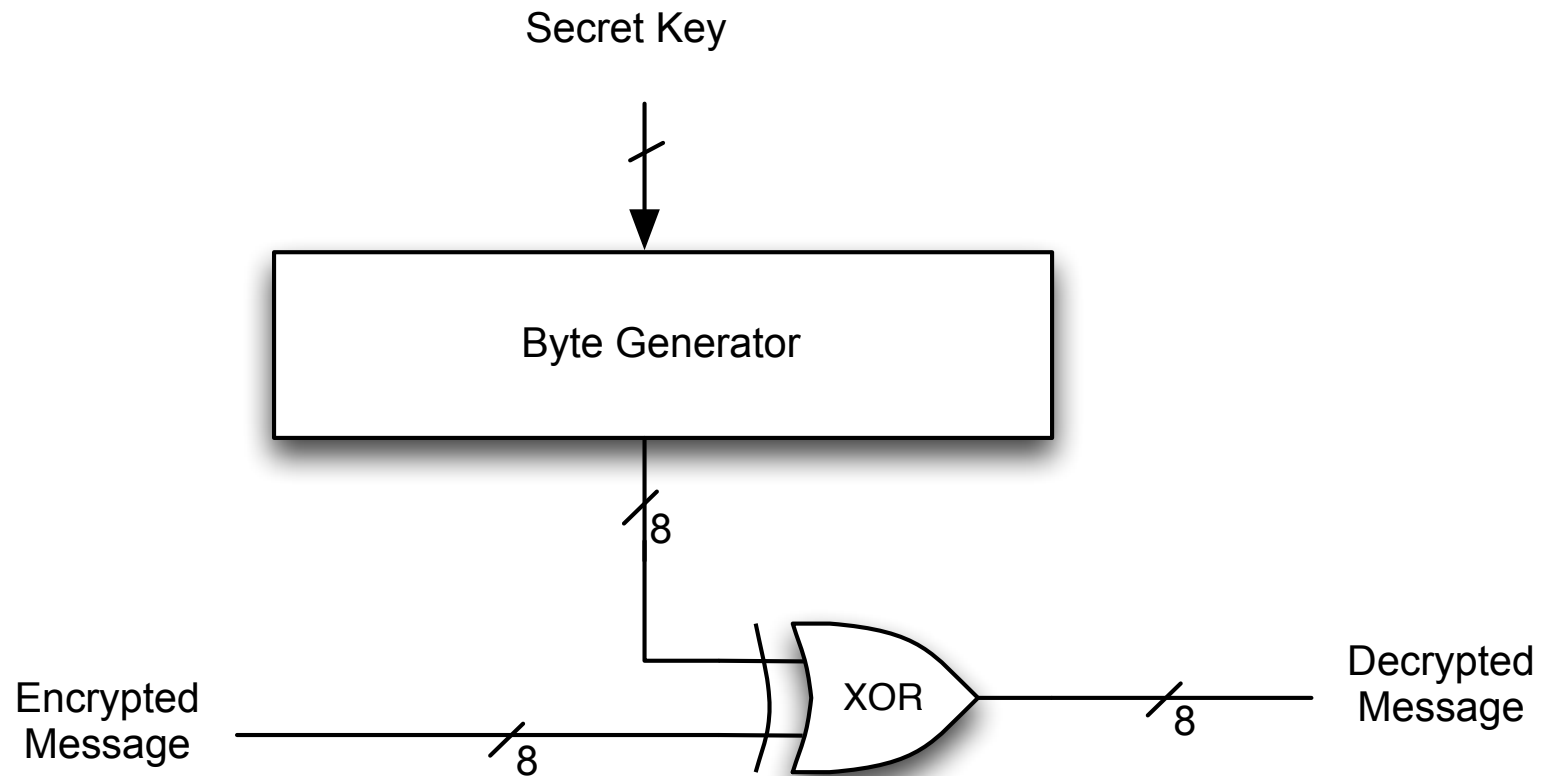 Secret Key
Byte Generator
8
XOR
Encrypted
Message
8
Decrypted
Message
8